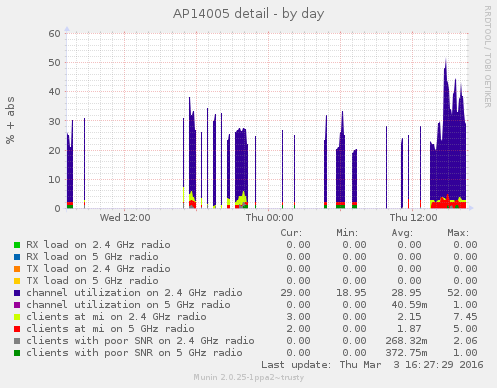 AP14005 detail - by day
RRDTOOL / TOBI OETIKER
% + abs
60
50
40
30
20
10
0
Wed 12:00 Thu 00:00 Thu 12:00
Cur: Min: Avg: Max:
RX load on 2.4 GHz radio 0.00 0.00 0.00 0.00
RX load on 5 GHz radio 0.00 0.00 0.00 0.00
TX load on 2.4 GHz radio 0.00 0.00 0.00 0.00
TX load on 5 GHz radio 0.00 0.00 0.00 0.00
channel utilization on 2.4 GHz radio 29.00 18.95 28.95 52.00
channel utilization on 5 GHz radio 0.00 0.00 40.59m 1.00
clients at mi on 2.4 GHz radio 3.00 0.00 2.15 7.45
clients at mi on 5 GHz radio 2.00 0.00 1.87 5.00
clients with poor SNR on 2.4 GHz radio 0.00 0.00 268.32m 2.06
clients with poor SNR on 5 GHz radio 0.00 0.00 372.75m 1.00
Last update: Thu Mar 3 16:27:29 2016
Munin 2.0.25-1ppa2~trusty